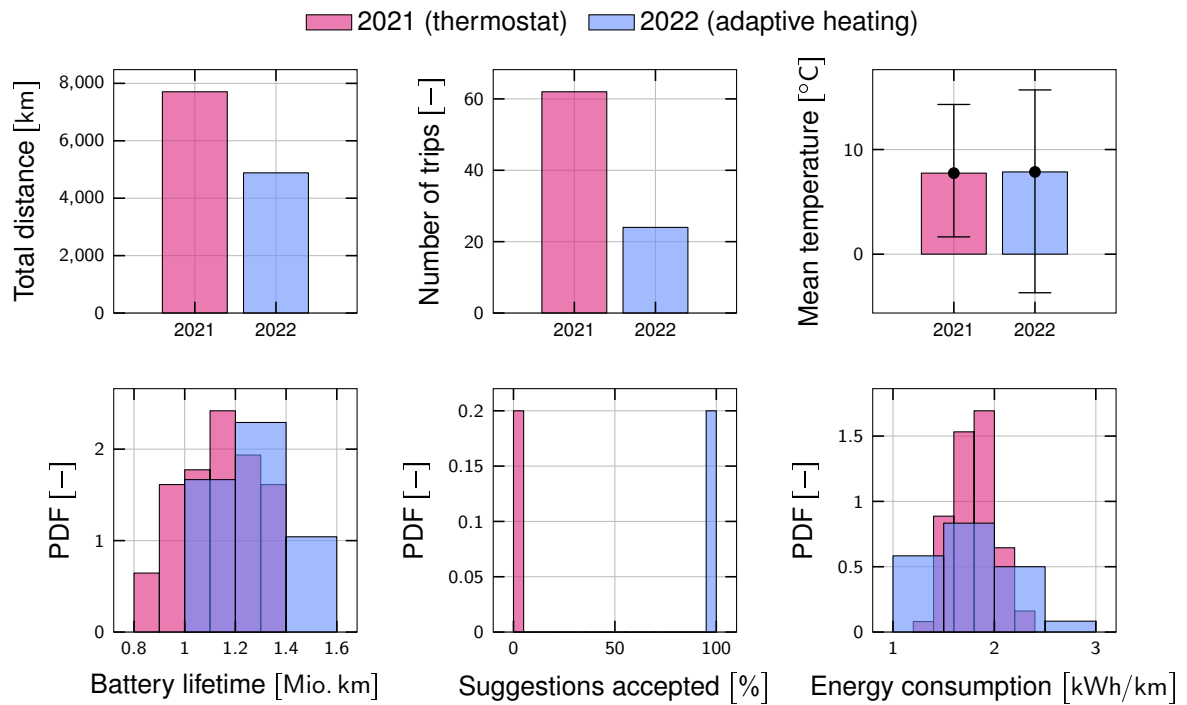 2021 (thermostat) 2022 (adaptive heating)
Total distance [km]
8,000
6,000
4,000
2,000
0
2021 2022
Number of trips [−]
60
40
20
0
2021 2022
Mean temperature [°C]
10
0
2021 2022
PDF [−]
2
1
0
0.8 1 1.2 1.4 1.6
Battery lifetime [Mio. km]
PDF [−]
0.2
0.15
0.1
0.05
0
0 50 100
Suggestions accepted [%]
PDF [−]
1.5
1
0.5
0
1 2 3
Energy consumption [kWh/km]